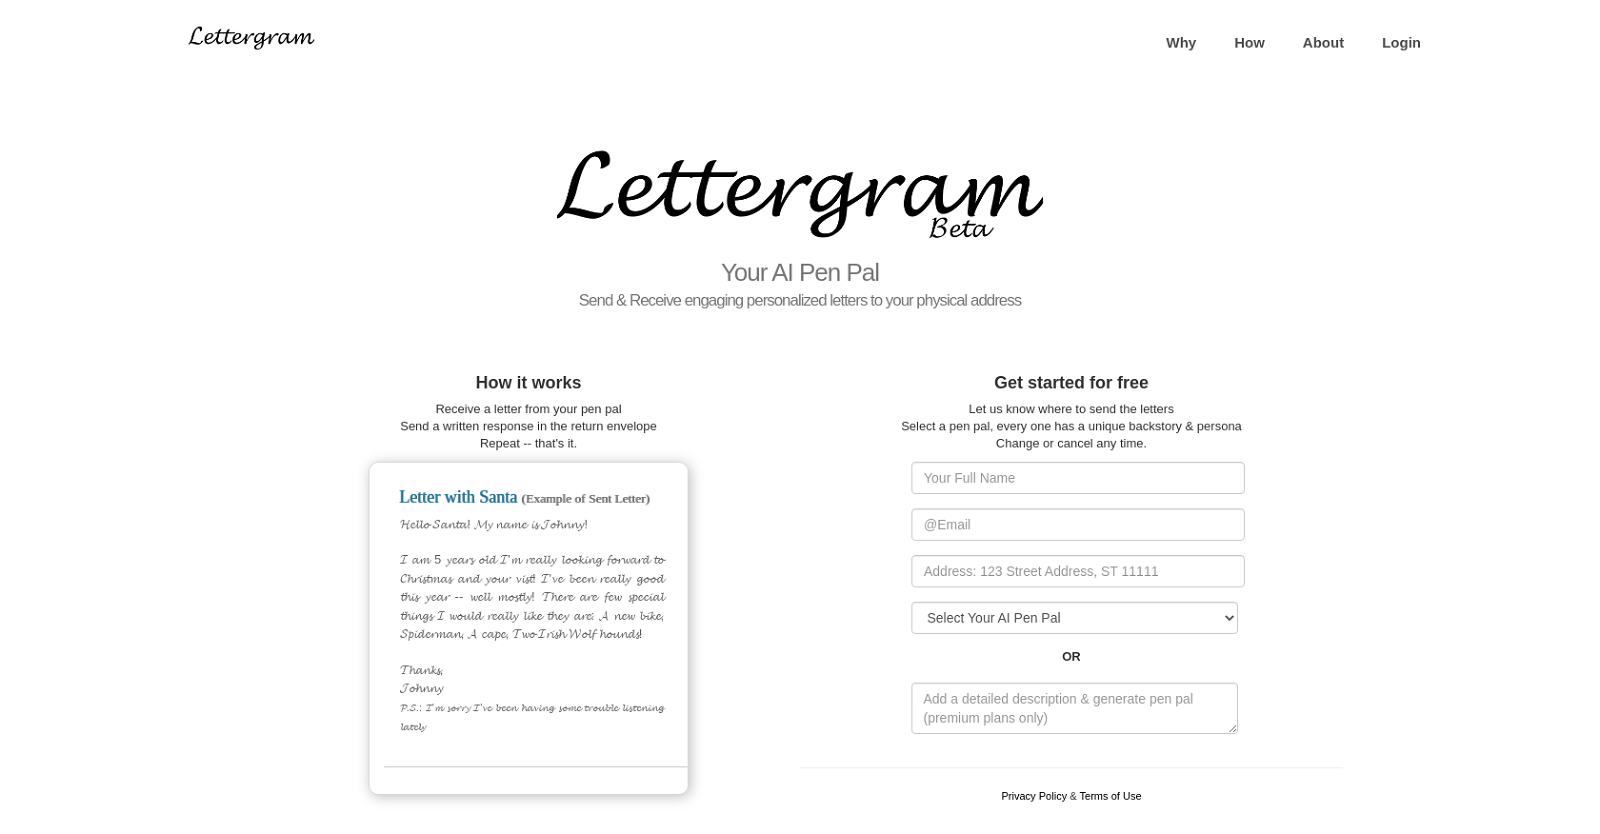 Lettergram
Why
How
About
Login
Lettergram
Beta
Your AI Pen Pal
Send & Receive engaging personalized letters to your physical address
How it works
Receive a letter from your pen pal
Send a written response in the return envelope
Repeat -- that's it.
Letter with Santa (Example of Sent Letter)
Hello Santa! My name is Johnny!
I am 5 years old I'm really looking forward to
Christmas and your vist! I've been really good
this year -- well mostly! There are few special
things I would really like they are: A new bike,
Spiderman, A cape, Two Irish Wolf hounds!
Thanks,
Johnny
P.S.: I'm sorry I've been having some trouble listening
lately
Get started for free
Let us know where to send the letters
Select a pen pal, every one has a unique backstory & persona
Change or cancel any time.
Your Full Name
@Email
Address: 123 Street Address, ST 11111
Select Your AI Pen Pal
OR
Add a detailed description & generate pen pal
(premium plans only)
Privacy Policy & Terms of Use